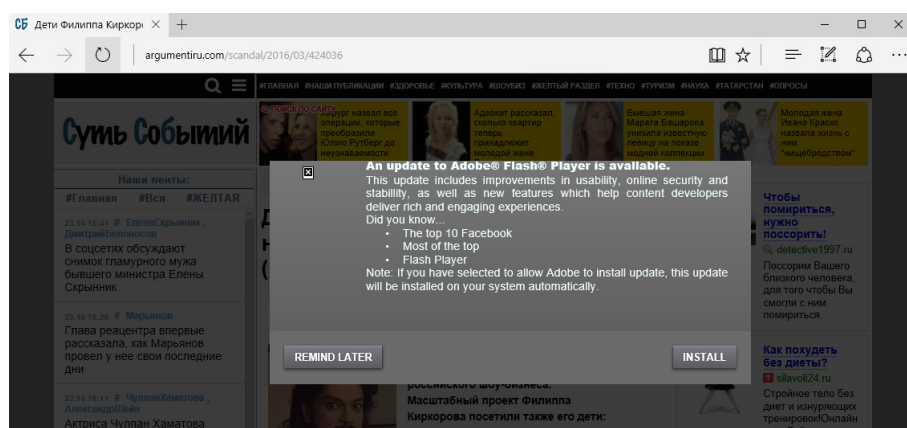 СБ Дети Филиппа Киркоро
argumentiru.com/scandal/2016/03/424036
#ГЛАВНАЯ #НАШИ ПУБЛИКАЦИИ #ЗДОРОВЬЕ #КУЛЬТУРА #ШОУБИЗ #ЖЕЛТЫЙ РАЗДЕЛ #ТЕХНО #ТУРИЗМ #НАУКА #ТАТАРСТАН #ОПРОСЫ
ПОИСК ПО САЙТУ
Суть Событий
Хирург назвал все
операции, которые
преобразили
Юлию Рутберг до
неузнаваемости
Адвокат рассказал,
сколько квартир
теперь
принадлежит
молодой жене
Бывшая жена
Марата Башарова
унизила известную
певицу на показе
модной коллекции
Молодая жена
Ивана Краско
назвала жизнь с
ним
"нищебродством"
Наши ленты:
#Главная #Вся #ЖЕЛТАЯ
23.10 18:41 # ЕленаСкрынник ,
ДмитрийБелоносов
В соцсетях обсуждают
снимок гламурного мужа
бывшего министра Елены
Скрынник
23.10 18:20 # Марьянов
Глава реацентра впервые
рассказала, как Марьянов
провел у нее свои последние
дни
23.10 18:11 # ЧулпанХаматова ,
АлександрШейн
Актриса Чулпан Хаматова
An update to Adobe® Flash® Player is available.
This update includes improvements in usability, online security and
stability, as well as new features which help content developers
deliver rich and engaging experiences.
Did you know...
• The top 10 Facebook
• Most of the top
• Flash Player
Note: If you have selected to allow Adobe to install update, this update
will be installed on your system automatically.
REMIND LATER
INSTALL
российского шоу-бизнеса.
Масштабный проект Филиппа
Киркорова посетили также его дети:
Чтобы
помириться,
нужно
поссорить!
detective1997.ru
Поссорим Вашего
близкого человека,
для того чтобы Вы
смогли с ним
помириться.
Как похудеть
без диеты?
silavoli24.ru
Стройное тело без
диет и изнуряющих
тренировок!Онлайн